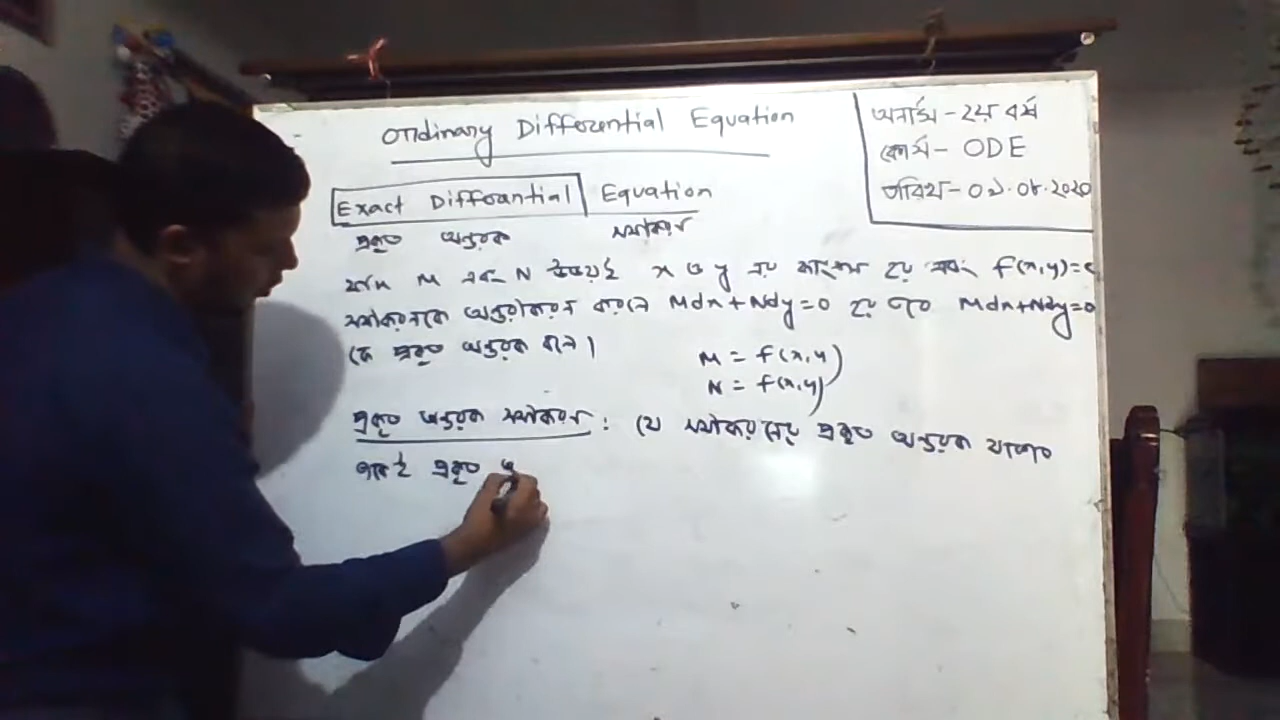 Ordinary Differential Equation
অনার্স - ২য় বর্ষ
কোর্স - ODE
তারিখ - ০৯.০৮.২০২০
Exact Differential Equation
প্রকৃত অন্তরক সমীকরণ
যদি M এবং N উভয়ই x ও y এর ফাংশন হয় এবং f(x,y)=c
সমীকরণকে অন্তরীকরণ করলে Mdx+Ndy=0 হয় তবে Mdx+Ndy=0
কে প্রকৃত অন্তরক বলে।
M = f(x,y)
N = f(x,y)
প্রকৃত অন্তরক সমীকরণ : যে সমীকরণে প্রকৃত অন্তরক থাকে
তাকেই প্রকৃত